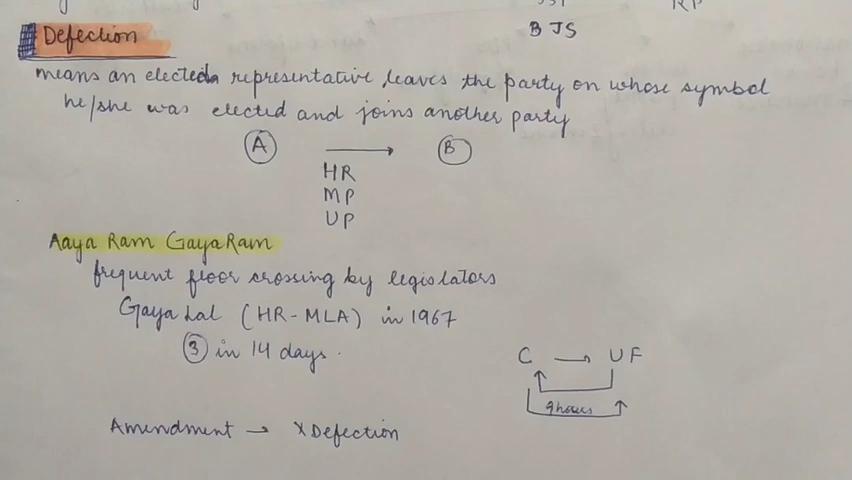 RP
BJS
Defection
means an elected representative leaves the party on whose symbol
he/she was elected and joins another party
A → B
HR
MP
UP
Aaya Ram Gaya Ram
frequent floor crossing by legislators
Gaya Lal (HR-MLA) in 1967
3 in 14 days.
C → UF
9 hours
Amendment → X Defection